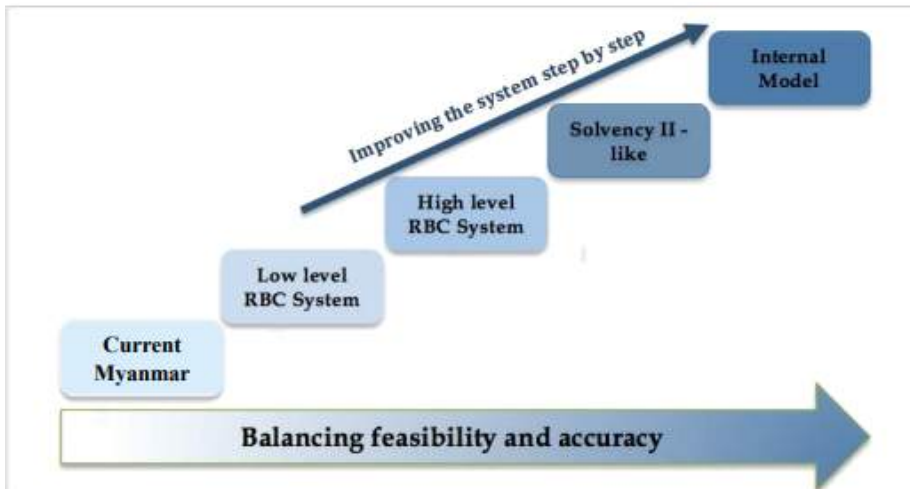 Improving the system step by step
Internal
Model
Solvency II -
like
High level
RBC System
Low level
RBC System
Current
Myanmar
Balancing feasibility and accuracy